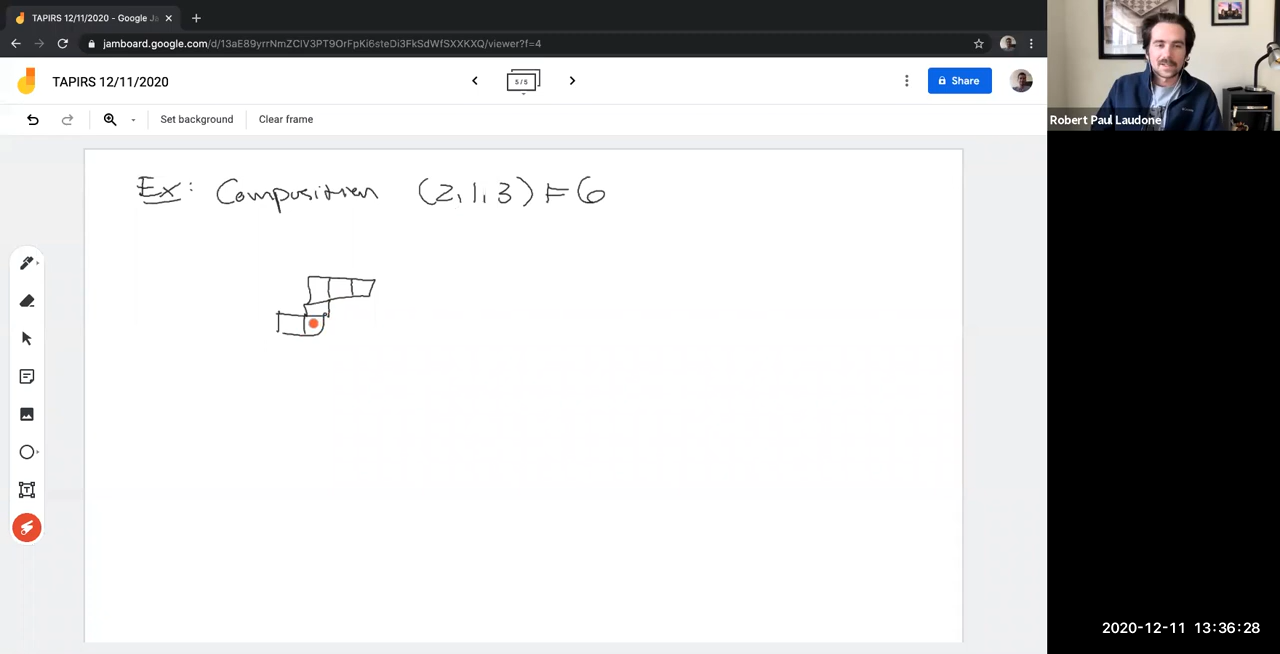 TAPIRS 12/11/2020 - Google Ja
jamboard.google.com/d/13aE89yrrNmZClV3PT9OrFpKi6steDi3FkSdWfSXXKXQ/viewer?f=4
TAPIRS 12/11/2020
5/5
Share
Set background
Clear frame
Ex: Composition (2,1,3) ⊨ 6
Robert Paul Laudone
2020-12-11 13:36:28